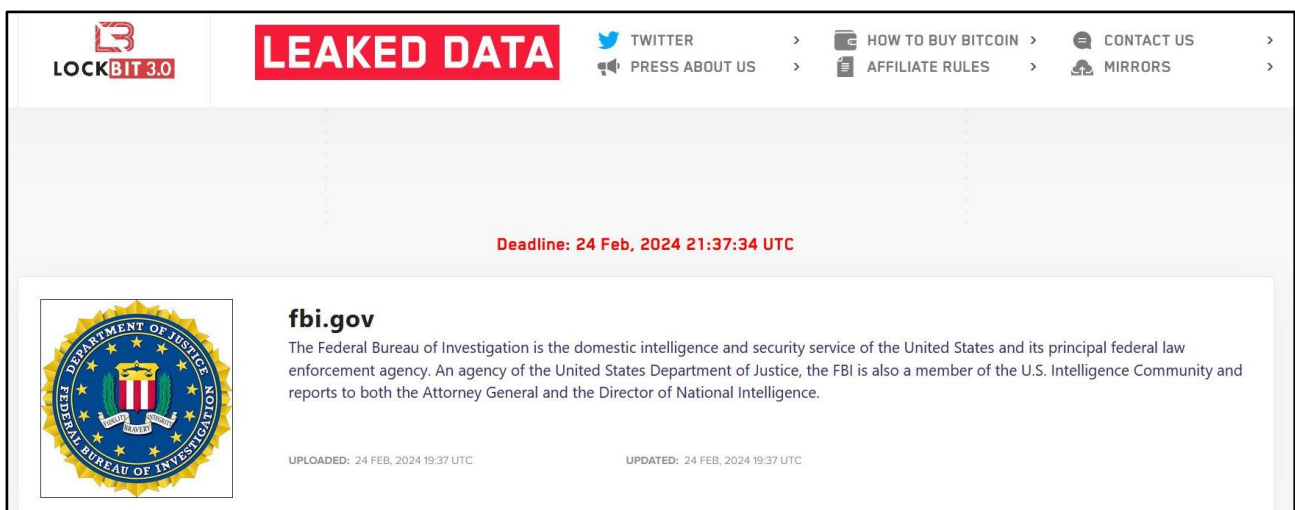 LOCKBIT 3.0
LEAKED DATA
TWITTER >
PRESS ABOUT US >
HOW TO BUY BITCOIN >
AFFILIATE RULES >
CONTACT US >
MIRRORS >
Deadline: 24 Feb, 2024 21:37:34 UTC
DEPARTMENT OF JUSTICE
FEDERAL BUREAU OF INVESTIGATION
FIDELITY BRAVERY INTEGRITY
fbi.gov
The Federal Bureau of Investigation is the domestic intelligence and security service of the United States and its principal federal law
enforcement agency. An agency of the United States Department of Justice, the FBI is also a member of the U.S. Intelligence Community and
reports to both the Attorney General and the Director of National Intelligence.
UPLOADED: 24 FEB, 2024 19:37 UTC
UPDATED: 24 FEB, 2024 19:37 UTC